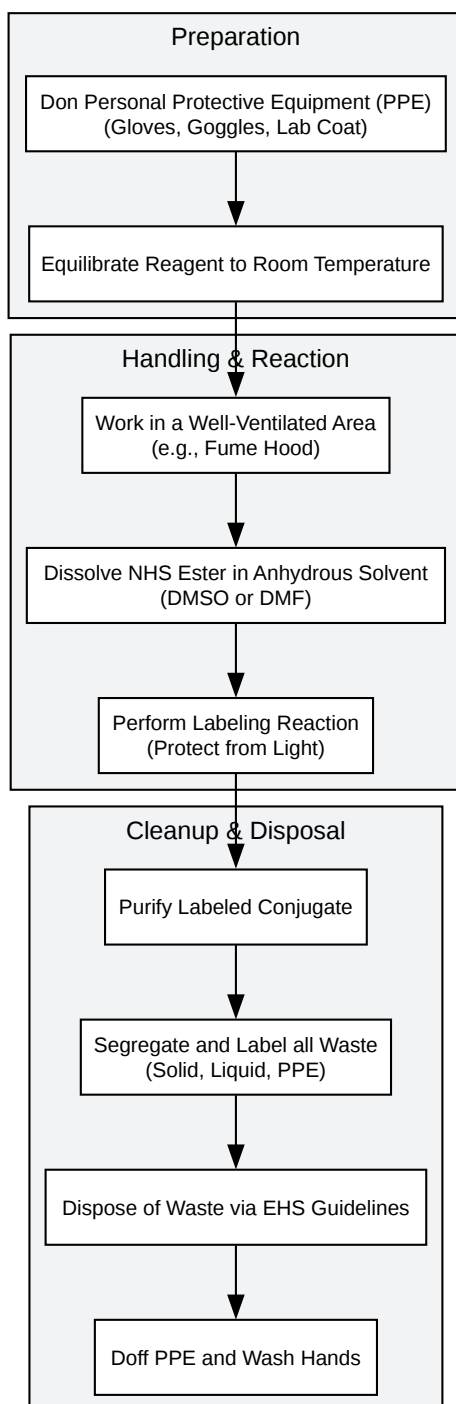 Preparation
Don Personal Protective Equipment (PPE)
(Gloves, Goggles, Lab Coat)
Equilibrate Reagent to Room Temperature
Handling & Reaction
Work in a Well-Ventilated Area
(e.g., Fume Hood)
Dissolve NHS Ester in Anhydrous Solvent
(DMSO or DMF)
Perform Labeling Reaction
(Protect from Light)
Cleanup & Disposal
Purify Labeled Conjugate
Segregate and Label all Waste
(Solid, Liquid, PPE)
Dispose of Waste via EHS Guidelines
Doff PPE and Wash Hands